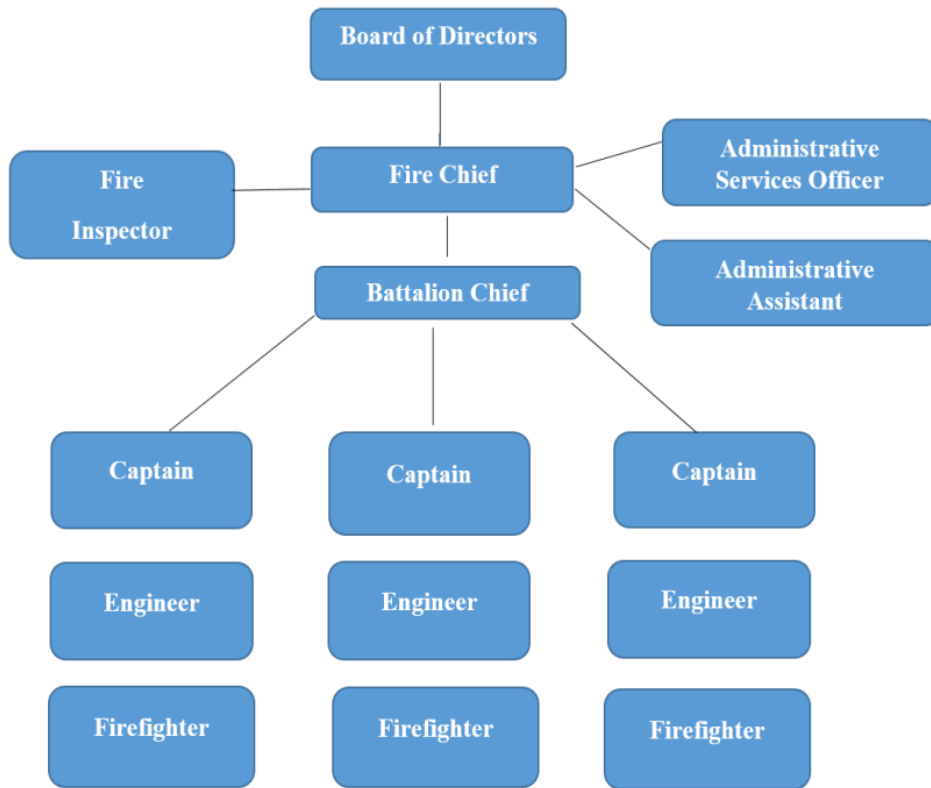 Board of Directors
Fire Chief
Fire
Inspector
Administrative
Services Officer
Administrative
Assistant
Battalion Chief
Captain
Captain
Captain
Engineer
Engineer
Engineer
Firefighter
Firefighter
Firefighter